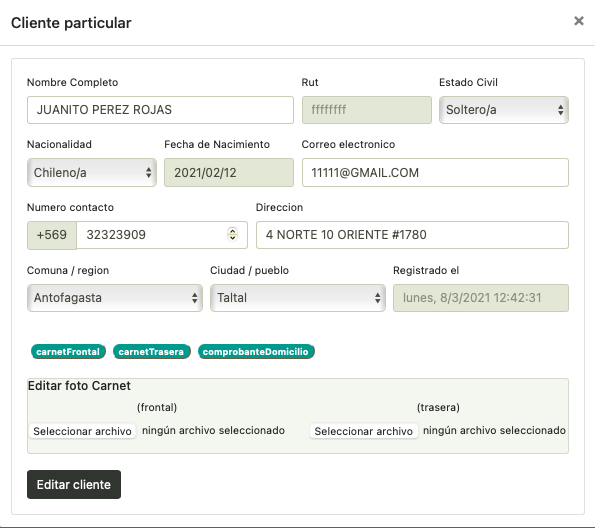 Cliente particular ×
Nombre Completo Rut Estado Civil
JUANITO PEREZ ROJAS ffffffff Soltero/a
Nacionalidad Fecha de Nacimiento Correo electronico
Chileno/a 2021/02/12 11111@GMAIL.COM
Numero contacto Direccion
+569 32323909 4 NORTE 10 ORIENTE #1780
Comuna / region Ciudad / pueblo Registrado el
Antofagasta Taltal lunes, 8/3/2021 12:42:31
carnetFrontal carnetTrasera comprobanteDomicilio
Editar foto Carnet
(frontal) (trasera)
Seleccionar archivo ningún archivo seleccionado Seleccionar archivo ningún archivo seleccionado
Editar cliente